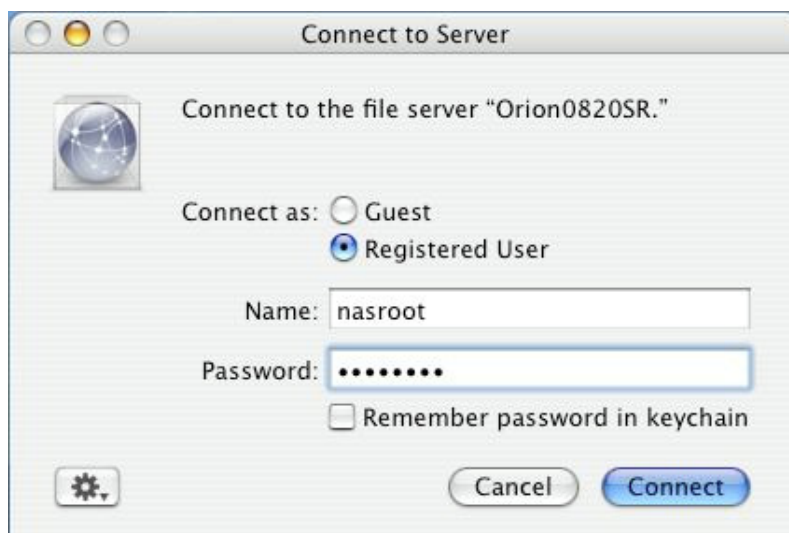 Connect to Server
Connect to the file server “Orion0820SR.”
Connect as: Guest
Registered User
Name: nasroot
Password: ••••••••
Remember password in keychain
Cancel Connect